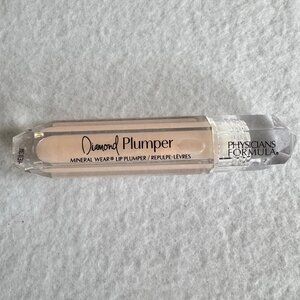 Diamond Plumper
MINERAL WEAR® LIP PLUMPER / REPULPE-LÈVRES
PHYSICIANS
FORMULA®